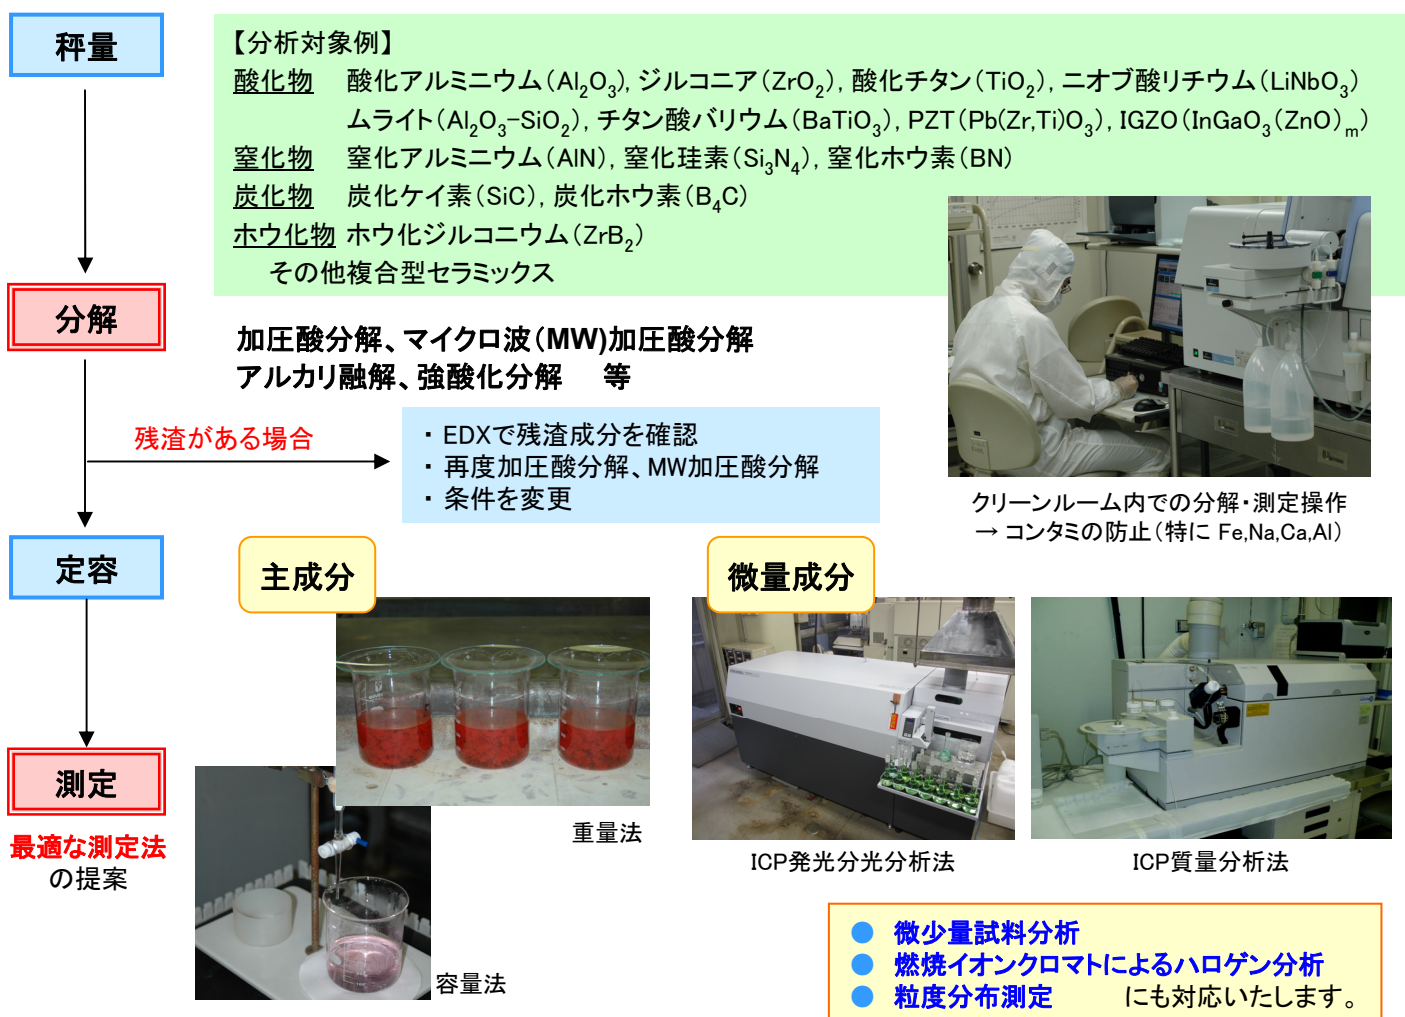 秤量
【分析対象例】
酸化物 酸化アルミニウム(Al₂O₃), ジルコニア(ZrO₂), 酸化チタン(TiO₂), ニオブ酸リチウム(LiNbO₃)
ムライト(Al₂O₃-SiO₂), チタン酸バリウム(BaTiO₃), PZT(Pb(Zr,Ti)O₃), IGZO(InGaO₃(ZnO)ₘ)
窒化物 窒化アルミニウム(AlN), 窒化珪素(Si₃N₄), 窒化ホウ素(BN)
炭化物 炭化ケイ素(SiC), 炭化ホウ素(B₄C)
ホウ化物 ホウ化ジルコニウム(ZrB₂)
その他複合型セラミックス
分解
加圧酸分解、マイクロ波(MW)加圧酸分解
アルカリ融解、強酸化分解 等
残渣がある場合
・ EDXで残渣成分を確認
・ 再度加圧酸分解、MW加圧酸分解
・ 条件を変更
クリーンルーム内での分解・測定操作
→ コンタミの防止(特に Fe,Na,Ca,Al)
定容
主成分
微量成分
測定
最適な測定法
の提案
重量法
容量法
ICP発光分光分析法
ICP質量分析法
● 微少量試料分析
● 燃焼イオンクロマトによるハロゲン分析
● 粒度分布測定 にも対応いたします。